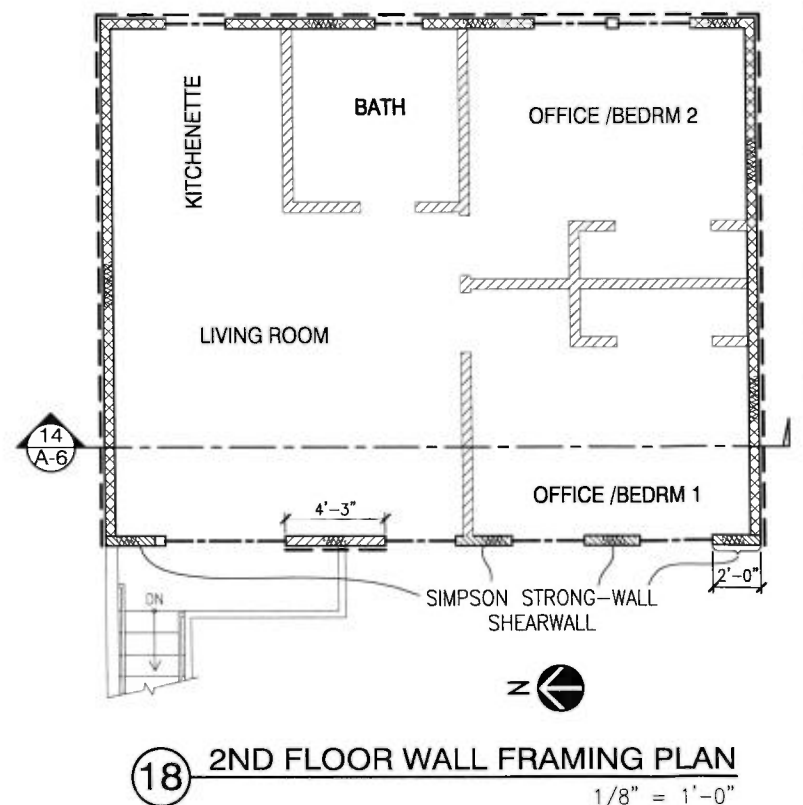 KITCHENETTE
BATH
OFFICE /BEDRM 2
LIVING ROOM
14
A-6
4'-3"
OFFICE /BEDRM 1
2'-0"
SIMPSON STRONG-WALL
SHEARWALL
DN
N
18
2ND FLOOR WALL FRAMING PLAN
1/8" = 1'-0"